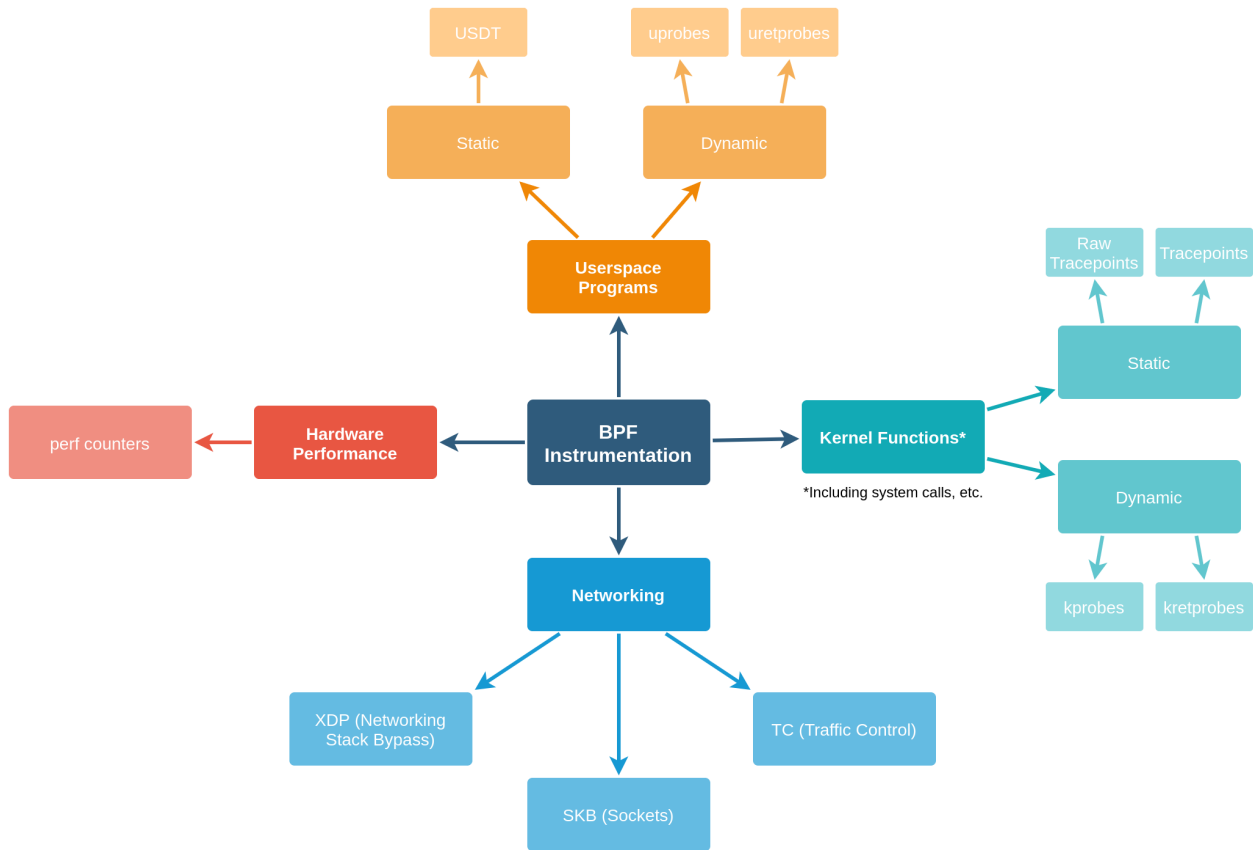 USDT
uprobes
uretprobes
Static
Dynamic
Userspace
Programs
Raw
Tracepoints
Tracepoints
Static
perf counters
Hardware
Performance
BPF
Instrumentation
Kernel Functions*
*Including system calls, etc.
Dynamic
kprobes
kretprobes
Networking
XDP (Networking
Stack Bypass)
TC (Traffic Control)
SKB (Sockets)